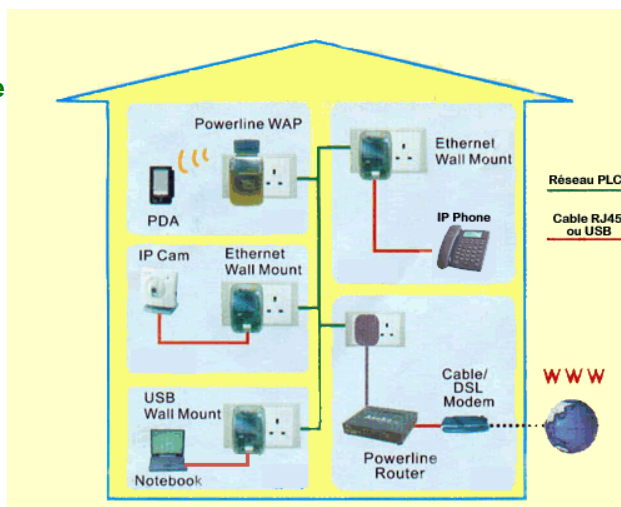 e
Powerline WAP
PDA
Ethernet
Wall Mount
IP Phone
Réseau PLC
Cable RJ45
ou USB
IP Cam
Ethernet
Wall Mount
USB
Wall Mount
Notebook
Cable/
DSL
Modem
Powerline
Router
WWW